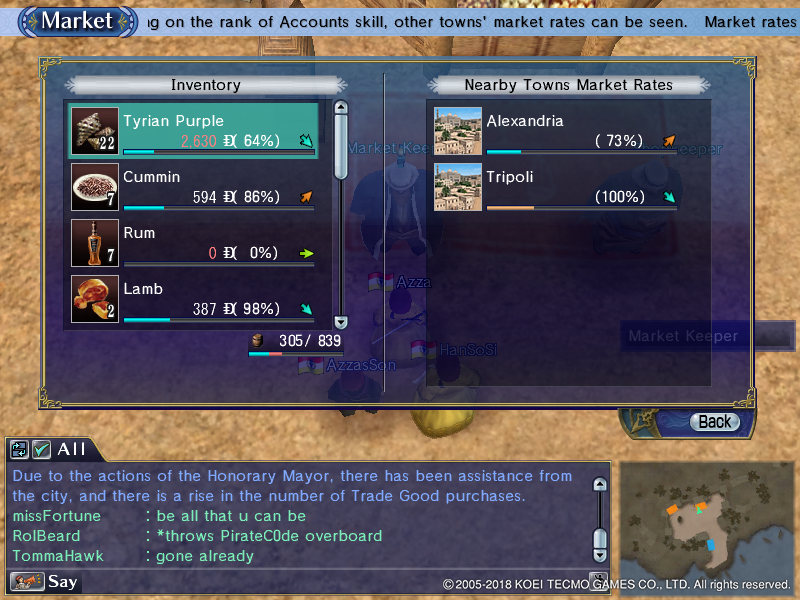 Market
g on the rank of Accounts skill, other towns' market rates can be seen. Market rates
Inventory
Tyrian Purple
22
2,630 D( 64%)
Cummin
7
594 D( 86%)
Rum
7
0 D( 0%)
Lamb
2
387 D( 98%)
305/ 839
Nearby Towns Market Rates
Alexandria
( 73%)
Tripoli
(100%)
Market Kee
eeper
Azza
HanSoSi
AzzasSon
Market Keeper
Back
All
Due to the actions of the Honorary Mayor, there has been assistance from
the city, and there is a rise in the number of Trade Good purchases.
missFortune : be all that u can be
RolBeard : *throws PirateC0de overboard
TommaHawk : gone already
Say
©2005-2018 KOEI TECMO GAMES CO., LTD. All rights reserved.